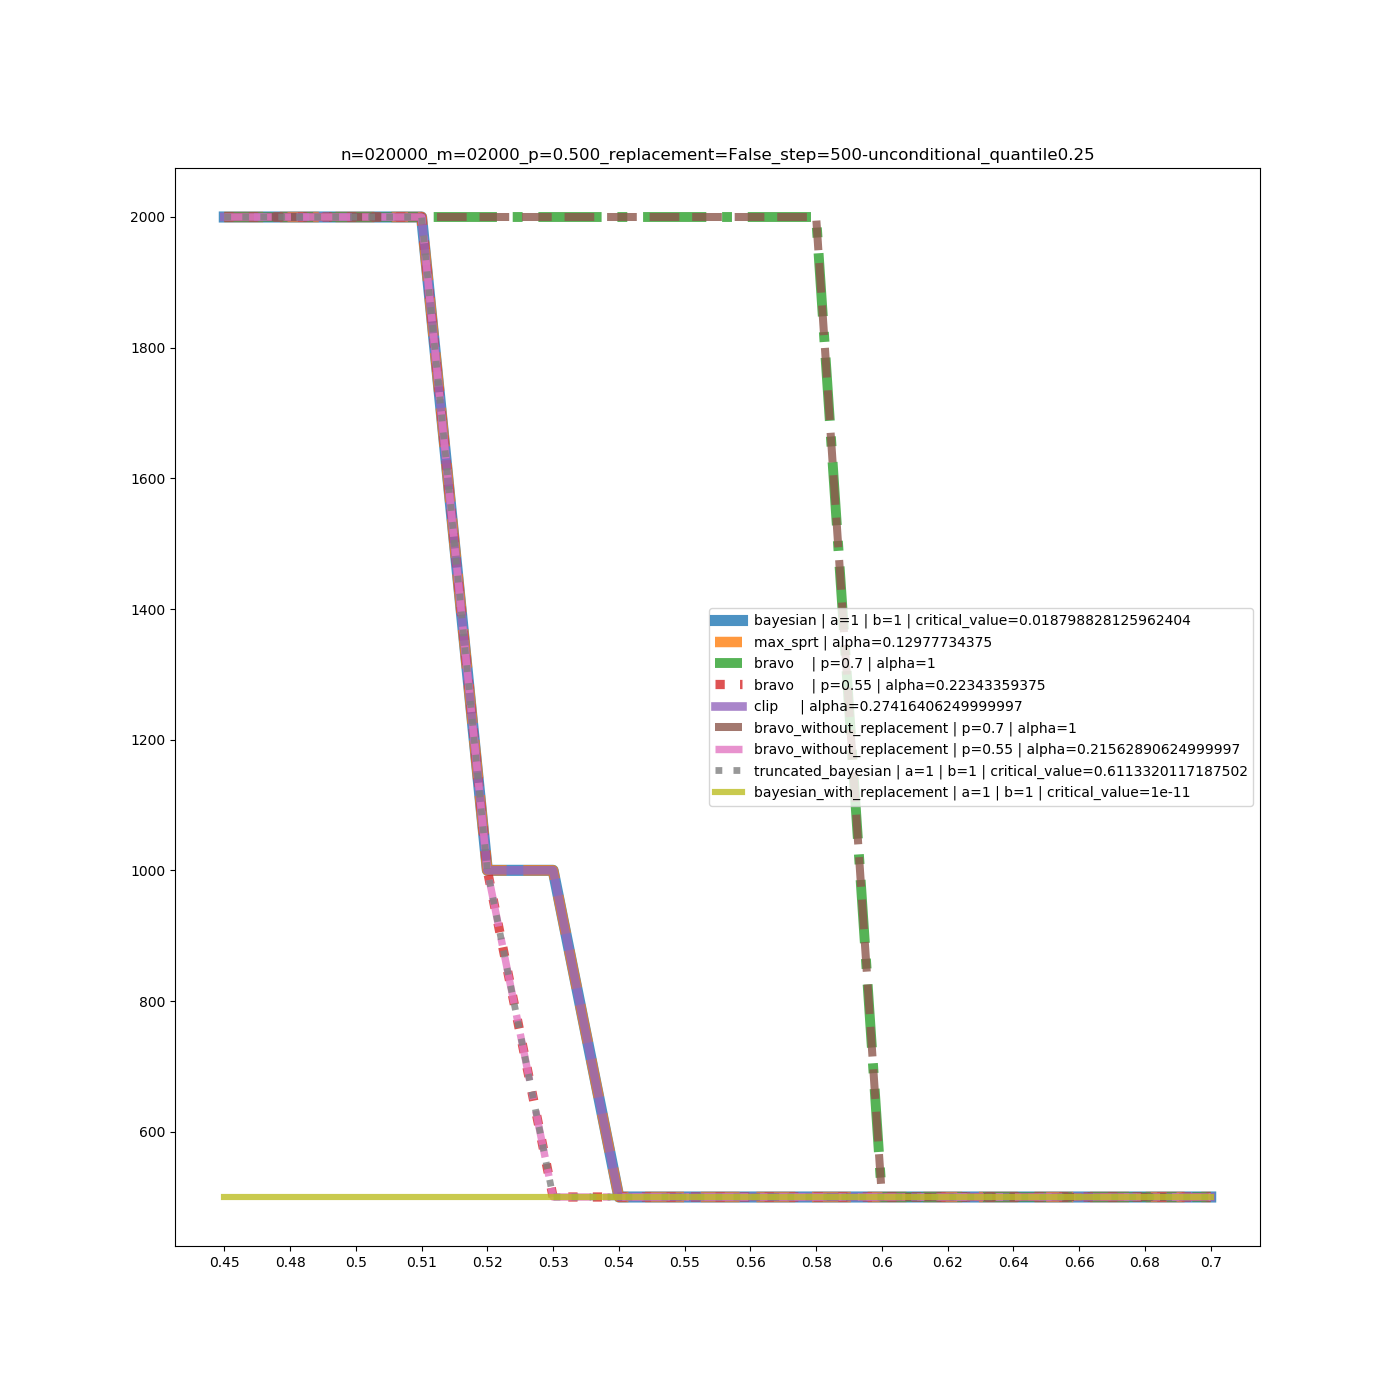 n=020000_m=02000_p=0.500_replacement=False_step=500-unconditional_quantile0.25
2000
1800
1600
1400
1200
1000
800
600
bayesian | a=1 | b=1 | critical_value=0.018798828125962404
max_sprt | alpha=0.12977734375
bravo    | p=0.7 | alpha=1
bravo    | p=0.55 | alpha=0.22343359375
clip     | alpha=0.27416406249999997
bravo_without_replacement | p=0.7 | alpha=1
bravo_without_replacement | p=0.55 | alpha=0.21562890624999997
truncated_bayesian | a=1 | b=1 | critical_value=0.6113320117187502
bayesian_with_replacement | a=1 | b=1 | critical_value=1e-11
0.45 0.48 0.5 0.51 0.52 0.53 0.54 0.55 0.56 0.58 0.6 0.62 0.64 0.66 0.68 0.7